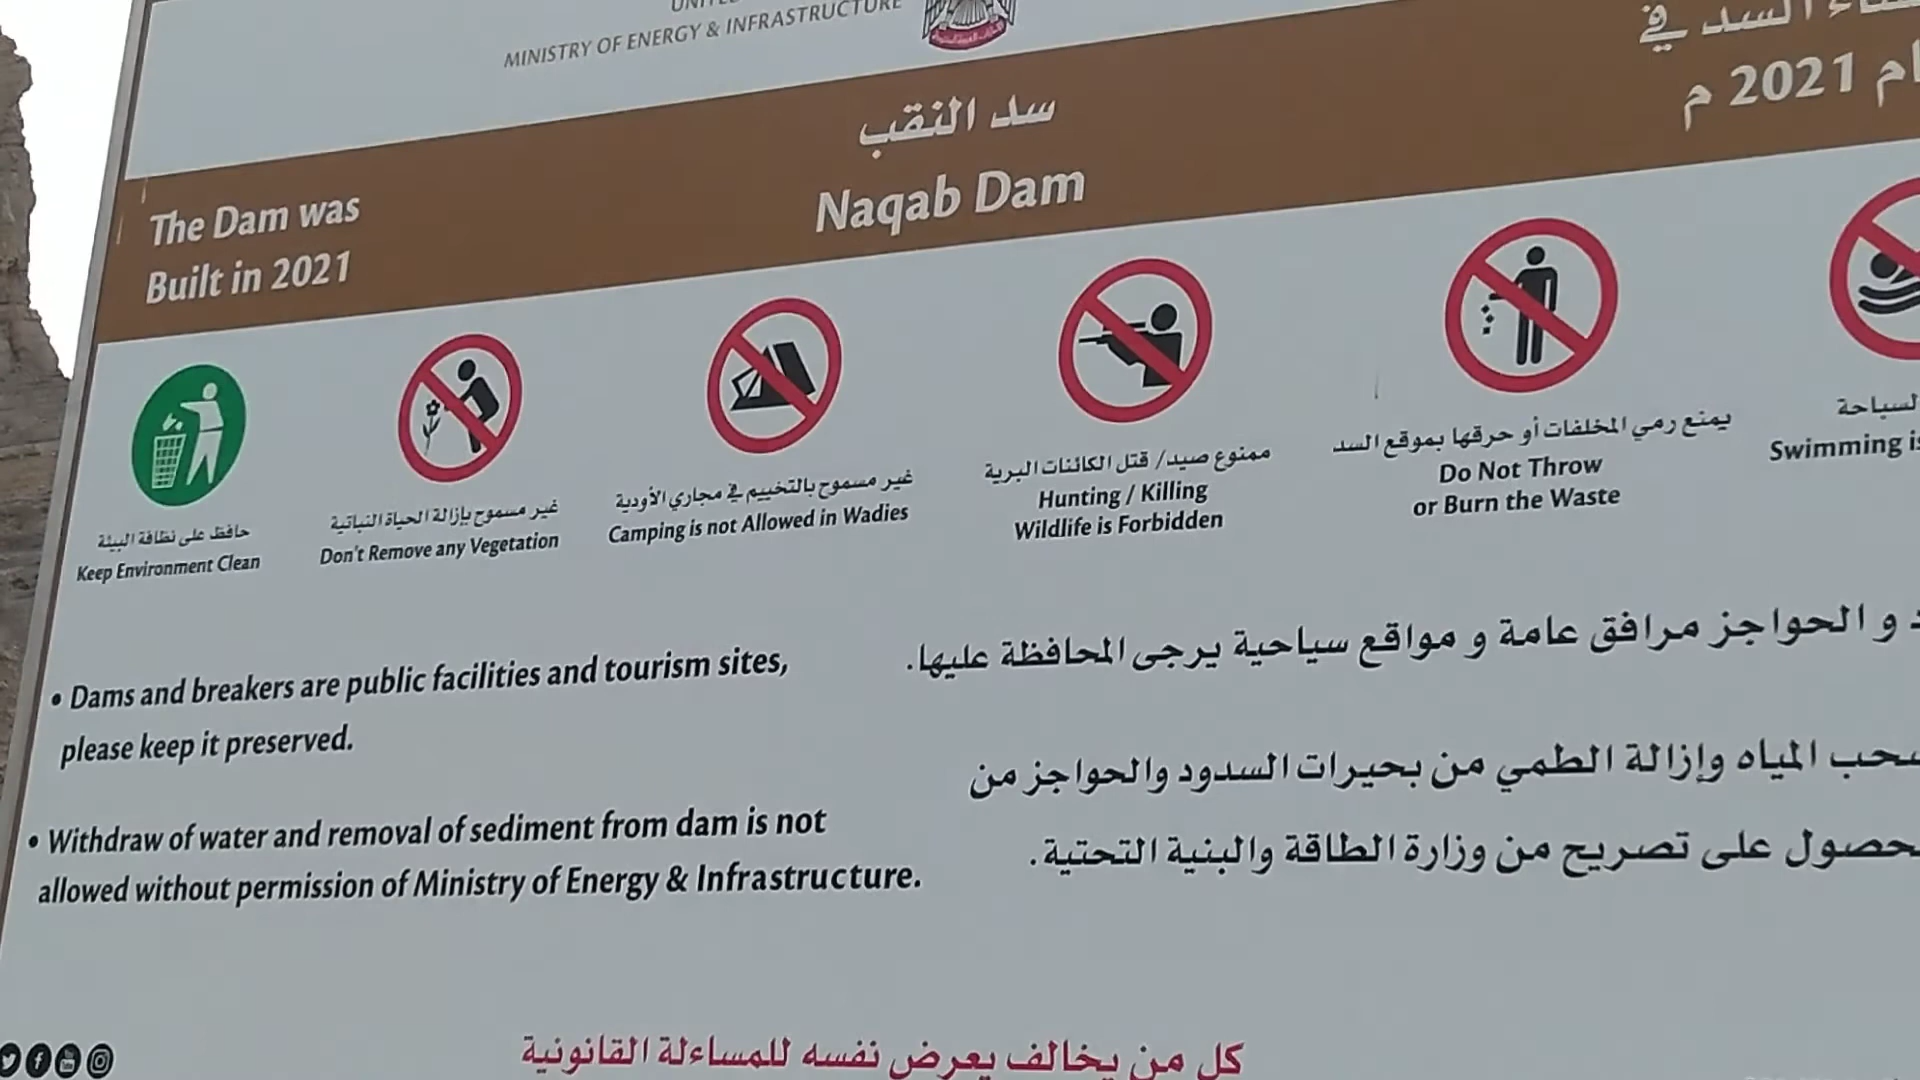 MINISTRY OF ENERGY & INFRASTRUCTURE
السد في
2021 م
سد النقب
Naqab Dam
The Dam was
Built in 2021
حافظ على نظافة البيئة
Keep Environment Clean
غير مسموح بإزالة الحياة النباتية
Don't Remove any Vegetation
غير مسموح بالتخييم في مجاري الأودية
Camping is not Allowed in Wadies
ممنوع صيد/ قتل الكائنات البرية
Hunting / Killing
Wildlife is Forbidden
يمنع رمي المخلفات أو حرقها بموقع السد
Do Not Throw
or Burn the Waste
السباحة
Swimming is
• Dams and breakers are public facilities and tourism sites,
please keep it preserved.
و الحواجز مرافق عامة و مواقع سياحية يرجى المحافظة عليها.
المياه وإزالة الطمي من بحيرات السدود والحواجز من
على تصريح من وزارة الطاقة والبنية التحتية.
• Withdraw of water and removal of sediment from dam is not
allowed without permission of Ministry of Energy & Infrastructure.
كل من يخالف يعرض نفسه للمساءلة القانونية